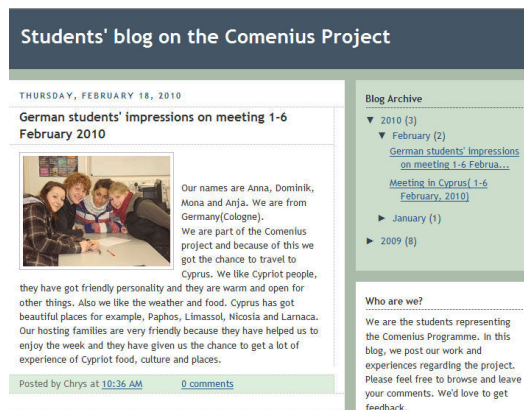 Students' blog on the Comenius Project
THURSDAY, FEBRUARY 18, 2010
German students' impressions on meeting 1-6
February 2010
Our names are Anna, Dominik,
Mona and Anja. We are from
Germany(Cologne).
We are part of the Comenius
project and because of this we
got the chance to travel to
Cyprus. We like Cypriot people,
they have got friendly personality and they are warm and open for
other things. Also we like the weather and food. Cyprus has got
beautiful places for example, Paphos, Limassol, Nicosia and Larnaca.
Our hosting families are very friendly because they have helped us to
enjoy the week and they have given us the chance to get a lot of
experience of Cypriot food, culture and places.
Posted by Chrys at 10:36 AM 0 comments
Blog Archive
▼ 2010 (3)
▼ February (2)
German students' impressions
on meeting 1-6 Februa...
Meeting in Cyprus( 1-6
February, 2010)
► January (1)
► 2009 (8)
Who are we?
We are the students representing
the Comenius Programme. In this
blog, we post our work and
experiences regarding the project.
Please feel free to browse and leave
your comments. We'd love to get
feedback.